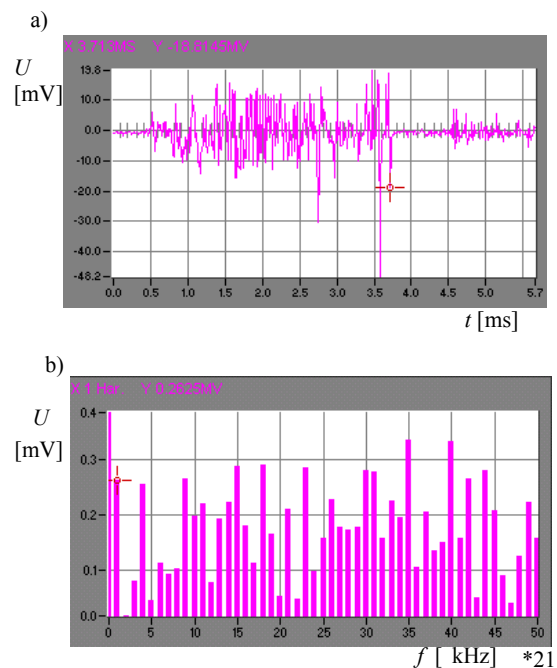 a)
X 3.713MS Y -18.8145MV
U
[mV]
19.8
10.0
0.0
-10.0
-20.0
-30.0
-40.0
-48.2
0.0 0.5 1.0 1.5 2.0 2.5 3.0 3.5 4.0 4.5 5.0 5.7
t [ms]
b)
X 1 Har. Y 0.2625MV
U
[mV]
0.4
0.3
0.2
0.1
0.0
0 5 10 15 20 25 30 35 40 45 50
f [ kHz] *21